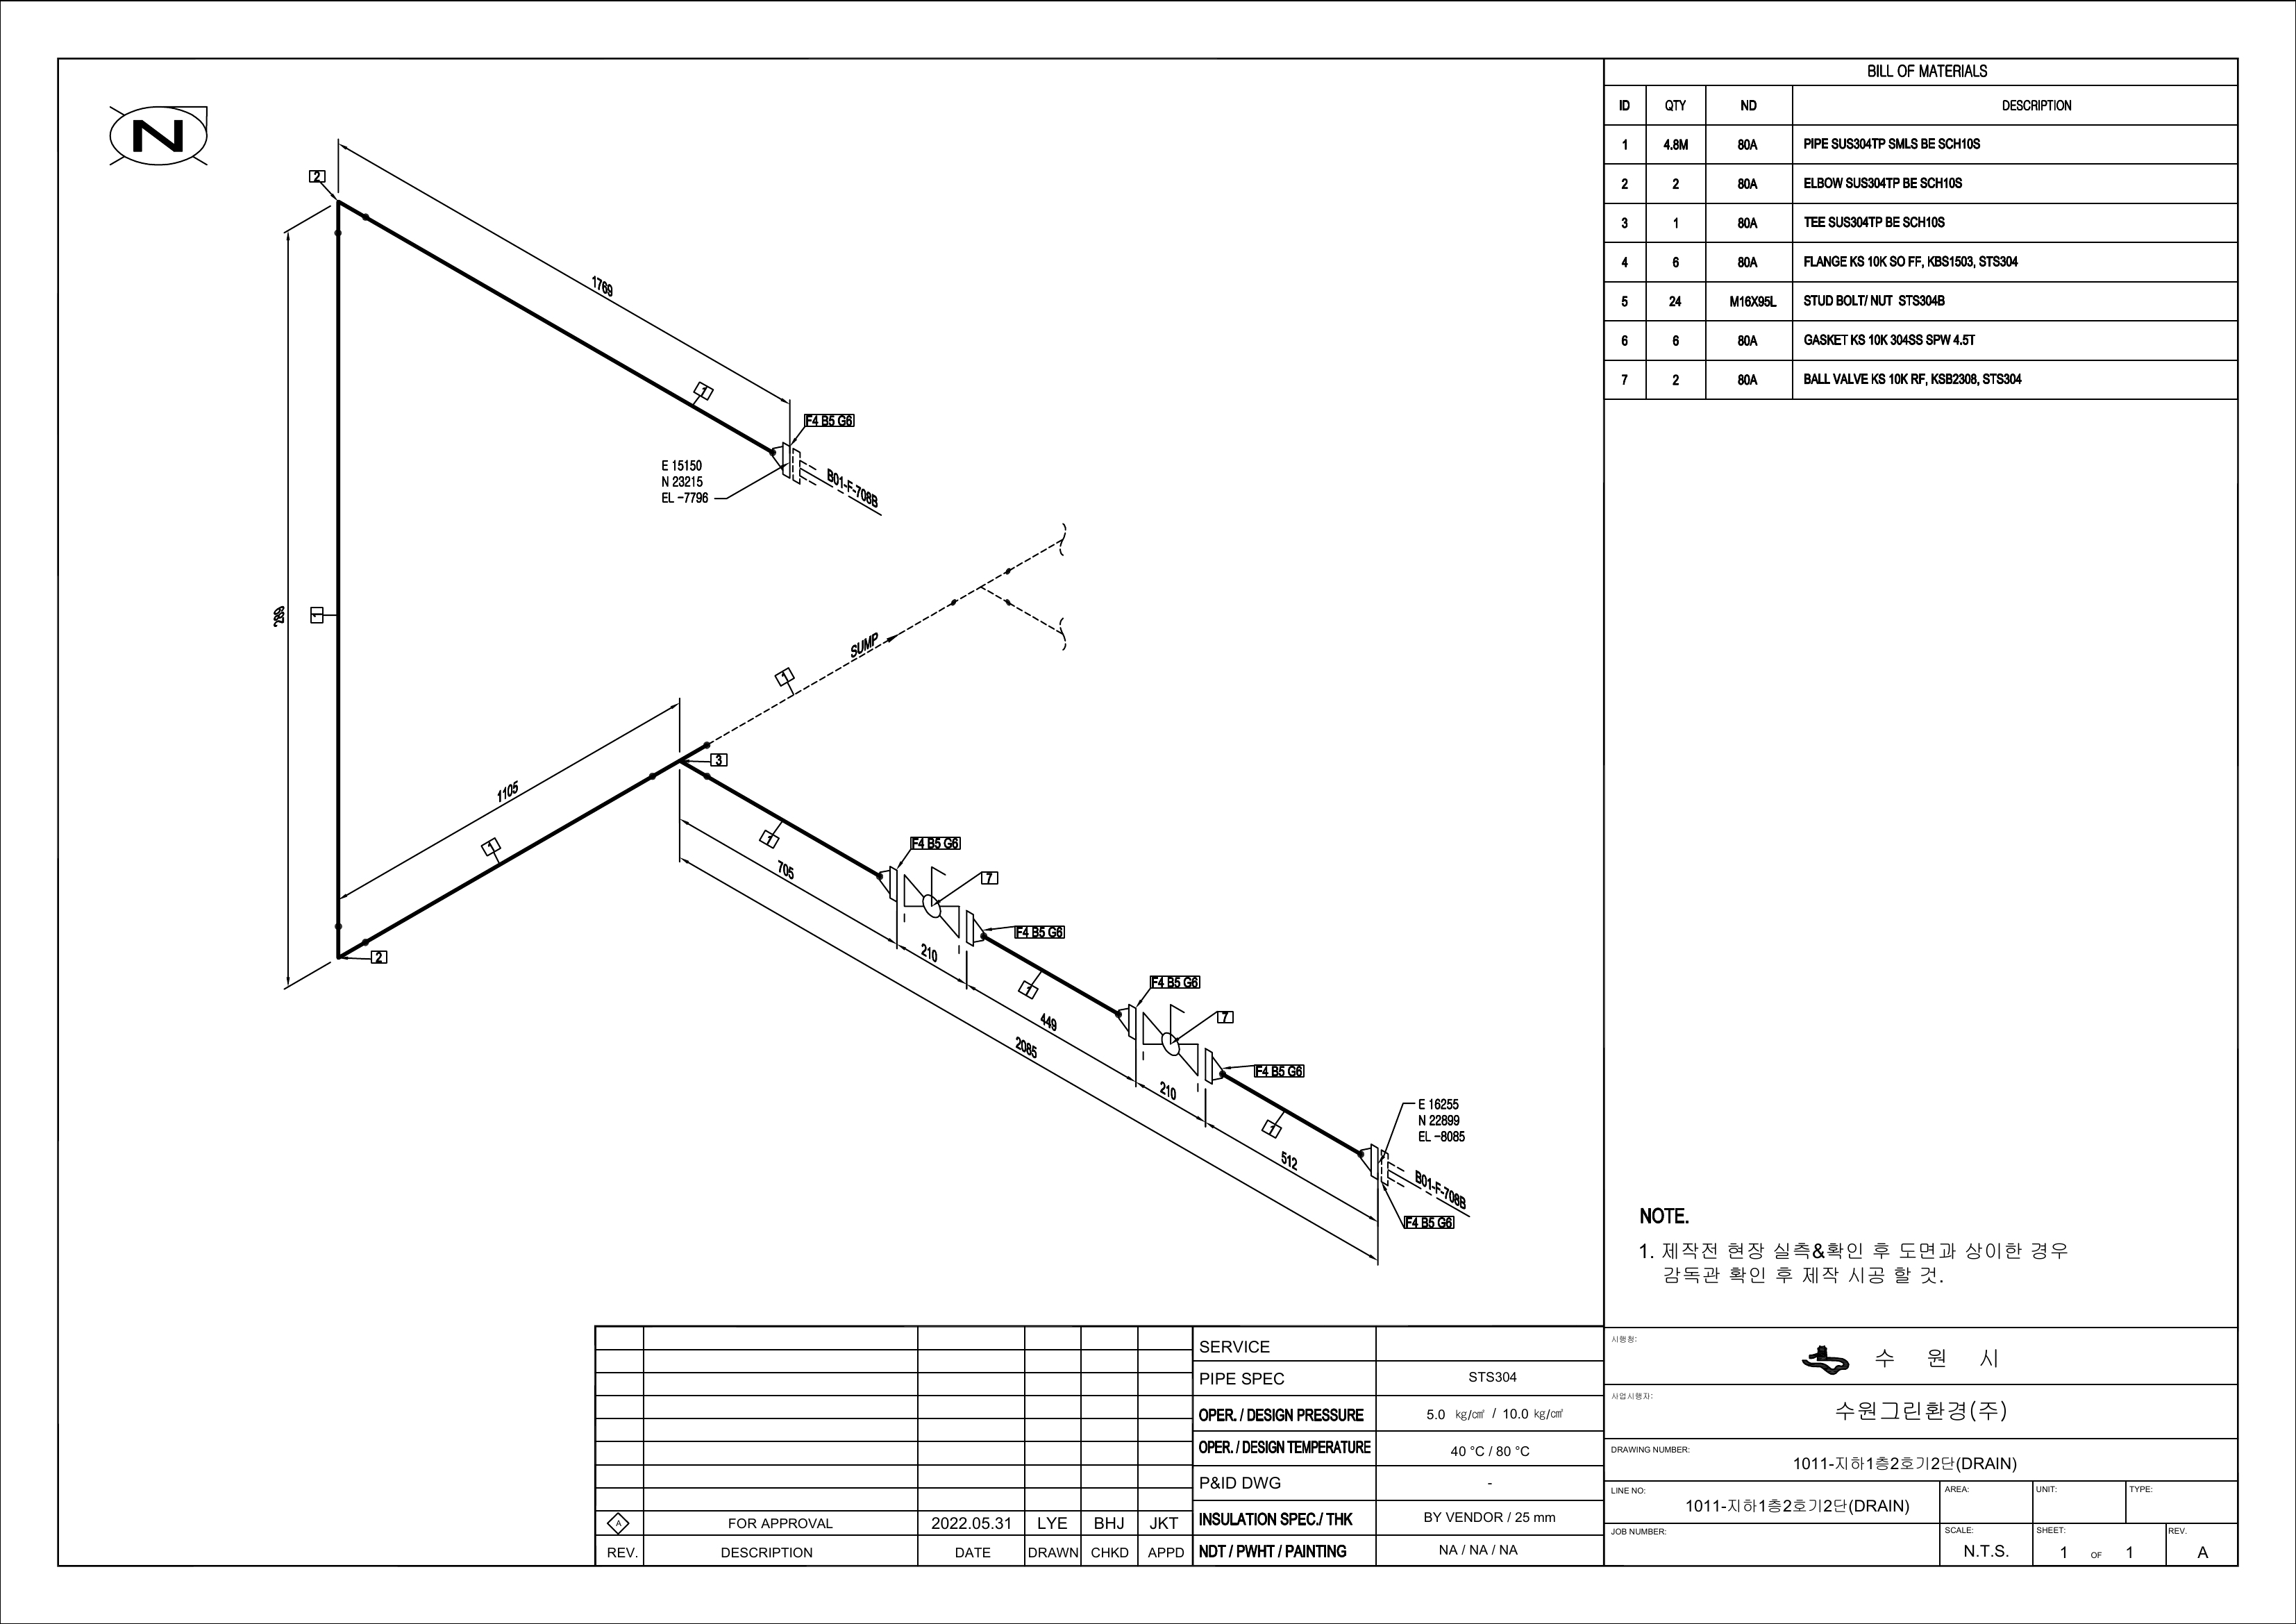 N
2
1769
1
F4 B5 G6
E 15150
N 23215
EL -7796
B01-F-708B
1
SUMP
1
3
1105
1
1
705
F4 B5 G6
7
2
210
F4 B5 G6
1
F4 B5 G6
449
7
2085
F4 B5 G6
210
E 16255
N 22899
EL -8085
1
512
B01-F-708B
F4 B5 G6
BILL OF MATERIALS
ID QTY ND DESCRIPTION
1 4.8M 80A PIPE SUS304TP SMLS BE SCH10S
2 2 80A ELBOW SUS304TP BE SCH10S
3 1 80A TEE SUS304TP BE SCH10S
4 6 80A FLANGE KS 10K SO FF, KBS1503, STS304
5 24 M16X95L STUD BOLT/ NUT STS304B
6 6 80A GASKET KS 10K 304SS SPW 4.5T
7 2 80A BALL VALVE KS 10K RF, KSB2308, STS304
NOTE.
1. 제작전 현장 실측&확인 후 도면과 상이한 경우
감독관 확인 후 제작 시공 할 것.
SERVICE
PIPE SPEC STS304
OPER. / DESIGN PRESSURE 5.0 ㎏/㎠ / 10.0 ㎏/㎠
OPER. / DESIGN TEMPERATURE 40 °C / 80 °C
P&ID DWG -
INSULATION SPEC./ THK BY VENDOR / 25 mm
NDT / PWHT / PAINTING NA / NA / NA
A FOR APPROVAL 2022.05.31 LYE BHJ JKT
REV. DESCRIPTION DATE DRAWN CHKD APPD
시행청:
수 원 시
사업시행자:
수원그린환경(주)
DRAWING NUMBER:
1011-지하1층2호기2단(DRAIN)
LINE NO:
1011-지하1층2호기2단(DRAIN)
AREA: UNIT: TYPE:
JOB NUMBER:
SCALE: SHEET: REV.
N.T.S. 1 OF 1 A